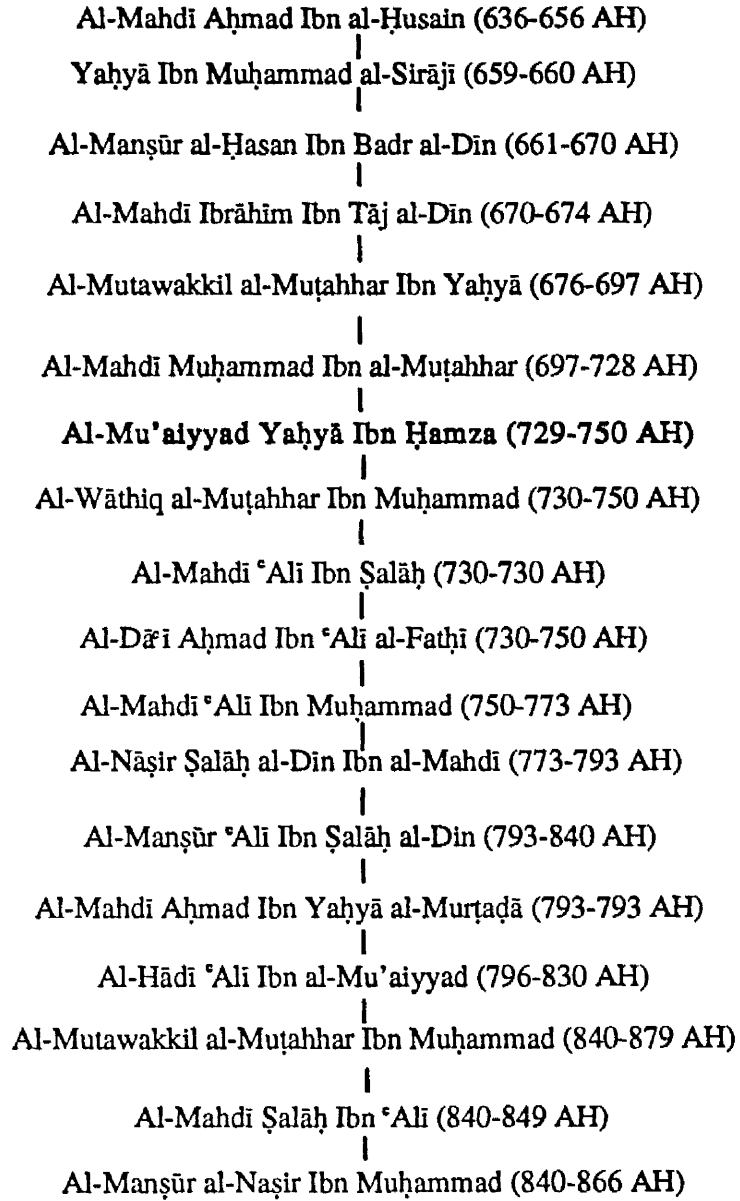 Al-Mahdī Aḥmad Ibn al-Ḥusain (636-656 AH)
Yaḥyā Ibn Muḥammad al-Sirājī (659-660 AH)
Al-Manṣūr al-Ḥasan Ibn Badr al-Dīn (661-670 AH)
Al-Mahdī Ibrāhīm Ibn Tāj al-Dīn (670-674 AH)
Al-Mutawakkil al-Muṭahhar Ibn Yaḥyā (676-697 AH)
Al-Mahdī Muḥammad Ibn al-Muṭahhar (697-728 AH)
Al-Mu’aiyyad Yaḥyā Ibn Ḥamza (729-750 AH)
Al-Wāthiq al-Muṭahhar Ibn Muḥammad (730-750 AH)
Al-Mahdī ʿAlī Ibn Ṣalāḥ (730-730 AH)
Al-Dāʿī Aḥmad Ibn ʿAlī al-Fatḥī (730-750 AH)
Al-Mahdī ʿAlī Ibn Muḥammad (750-773 AH)
Al-Nāṣir Ṣalāḥ al-Dīn Ibn al-Mahdī (773-793 AH)
Al-Manṣūr ʿAlī Ibn Ṣalāḥ al-Din (793-840 AH)
Al-Mahdī Aḥmad Ibn Yaḥyā al-Murṭaḍā (793-793 AH)
Al-Hādī ʿAlī Ibn al-Mu’aiyyad (796-830 AH)
Al-Mutawakkil al-Muṭahhar Ibn Muḥammad (840-879 AH)
Al-Mahdī Ṣalāḥ Ibn ʿAlī (840-849 AH)
Al-Manṣūr al-Naṣir Ibn Muḥammad (840-866 AH)